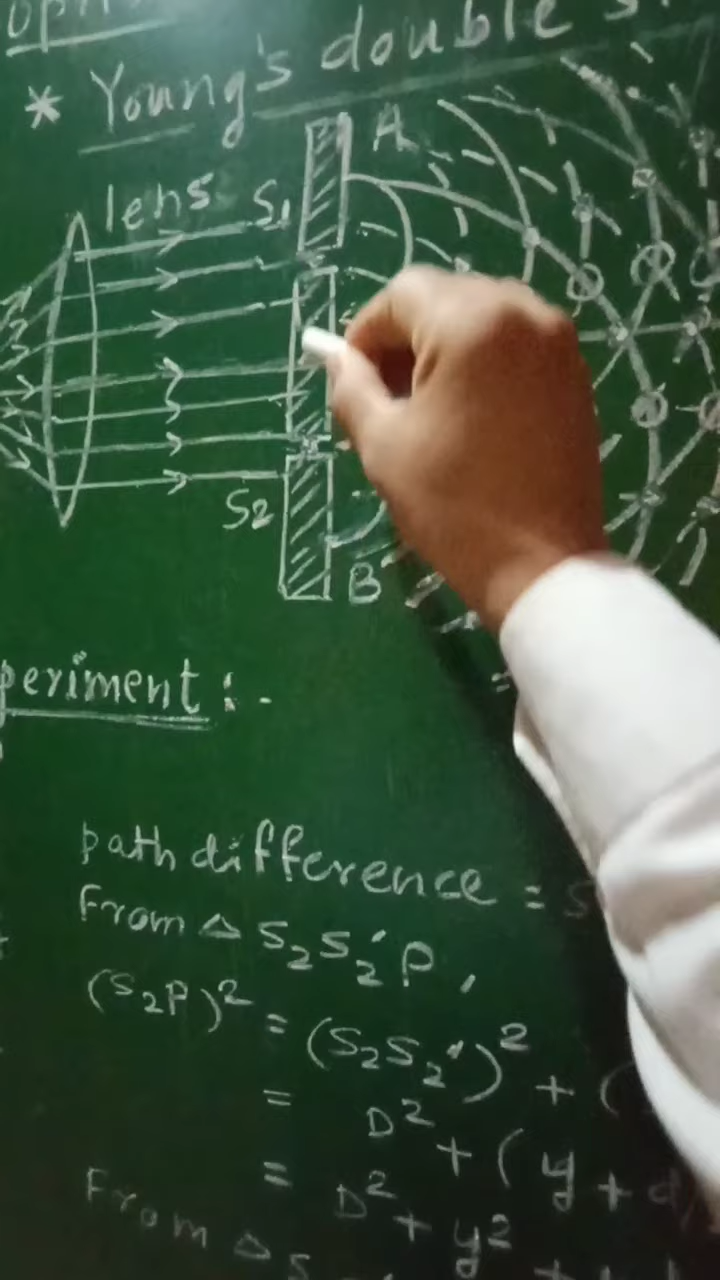 * Young's double
lens S₁ A
S₂
B
periment :-
path difference = S
From △ S₂S₂'P,
(S₂P)² = (S₂S₂')² + (
= D² + (y + d/
= D² + y²
From △ S